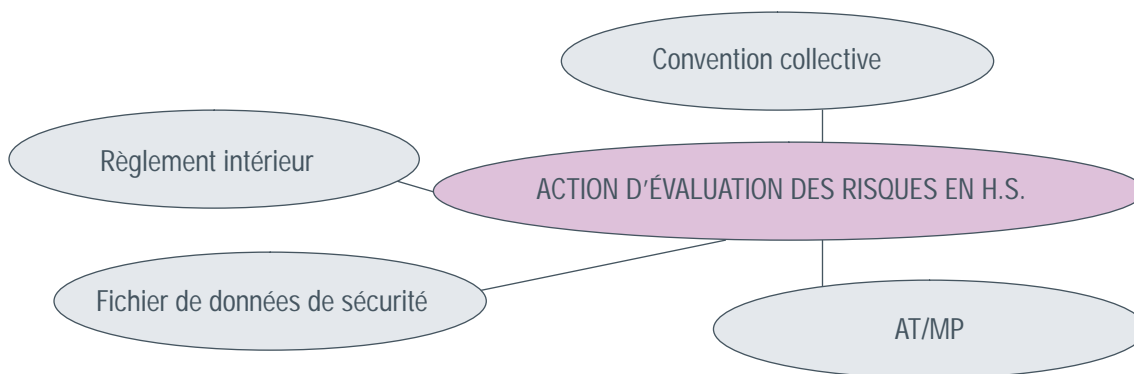 Convention collective
Règlement intérieur
ACTION D’ÉVALUATION DES RISQUES EN H.S.
Fichier de données de sécurité
AT/MP